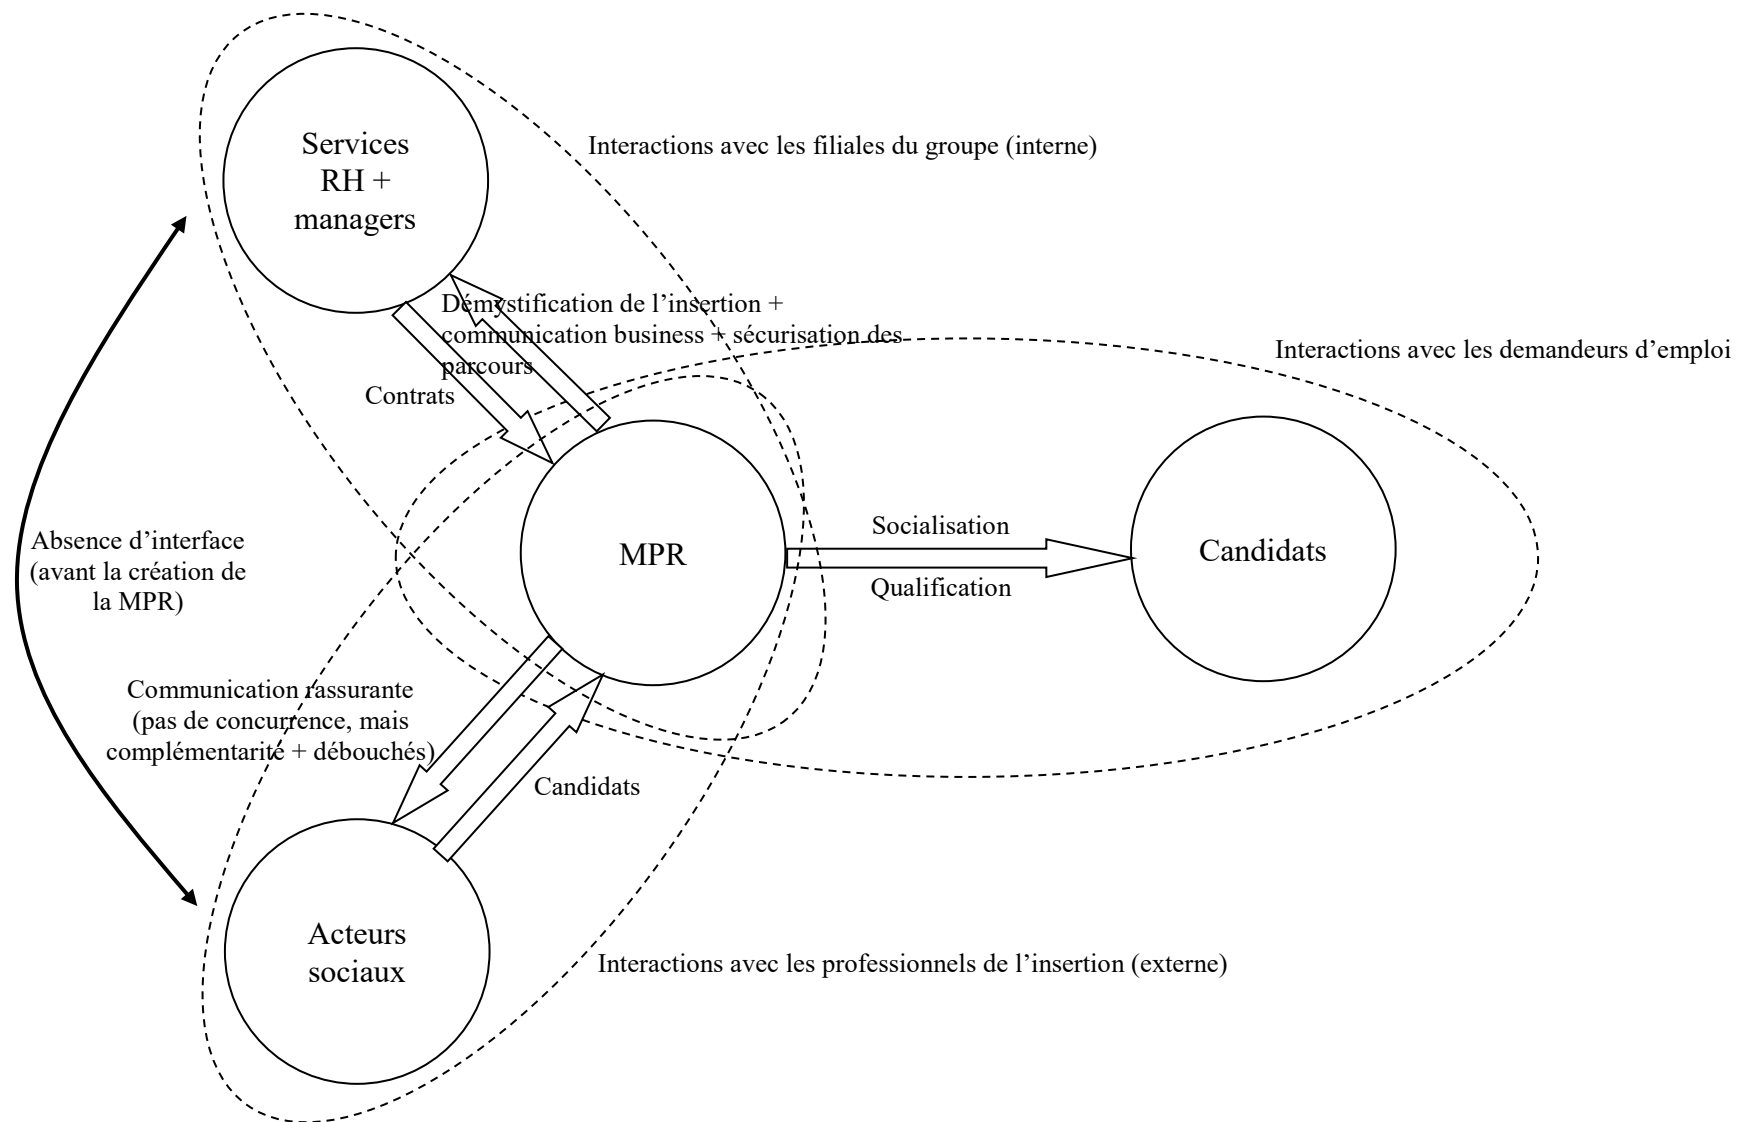 Services
RH +
managers
Interactions avec les filiales du groupe (interne)
Démystification de l’insertion +
communication business + sécurisation des
parcours
Contrats
Interactions avec les demandeurs d’emploi
Absence d’interface
(avant la création de
la MPR)
MPR
Socialisation
Qualification
Candidats
Communication rassurante
(pas de concurrence, mais
complémentarité + débouchés)
Candidats
Acteurs
sociaux
Interactions avec les professionnels de l’insertion (externe)